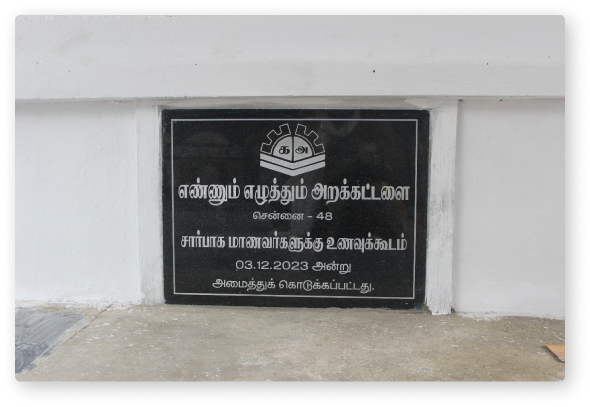 க அ
எண்ணும் எழுத்தும் அறக்கட்டளை
சென்னை - 48
சார்பாக மாணவர்களுக்கு உணவுக்கூடம்
03.12.2023 அன்று
அமைத்துக் கொடுக்கப்பட்டது.